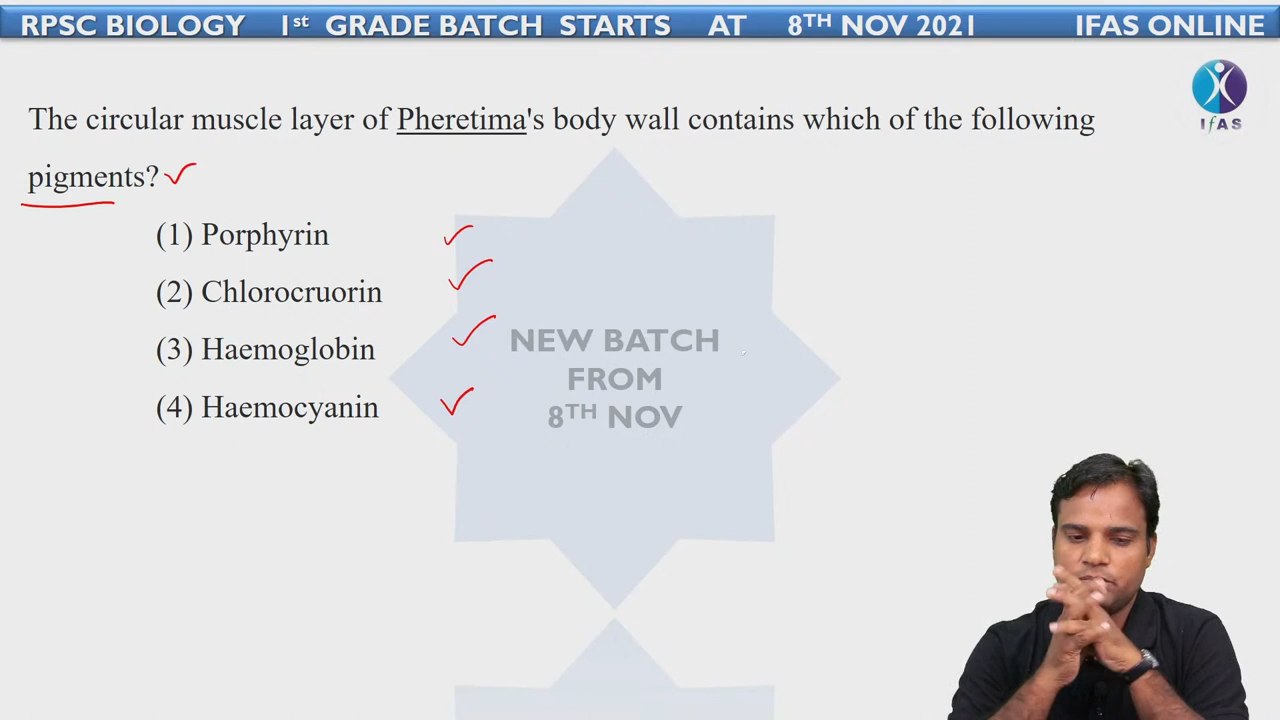 RPSC BIOLOGY 1st GRADE BATCH STARTS AT 8TH NOV 2021 IFAS ONLINE
IfAS
The circular muscle layer of Pheretima's body wall contains which of the following
pigments?
(1) Porphyrin
(2) Chlorocruorin
(3) Haemoglobin
(4) Haemocyanin
NEW BATCH
FROM
8TH NOV